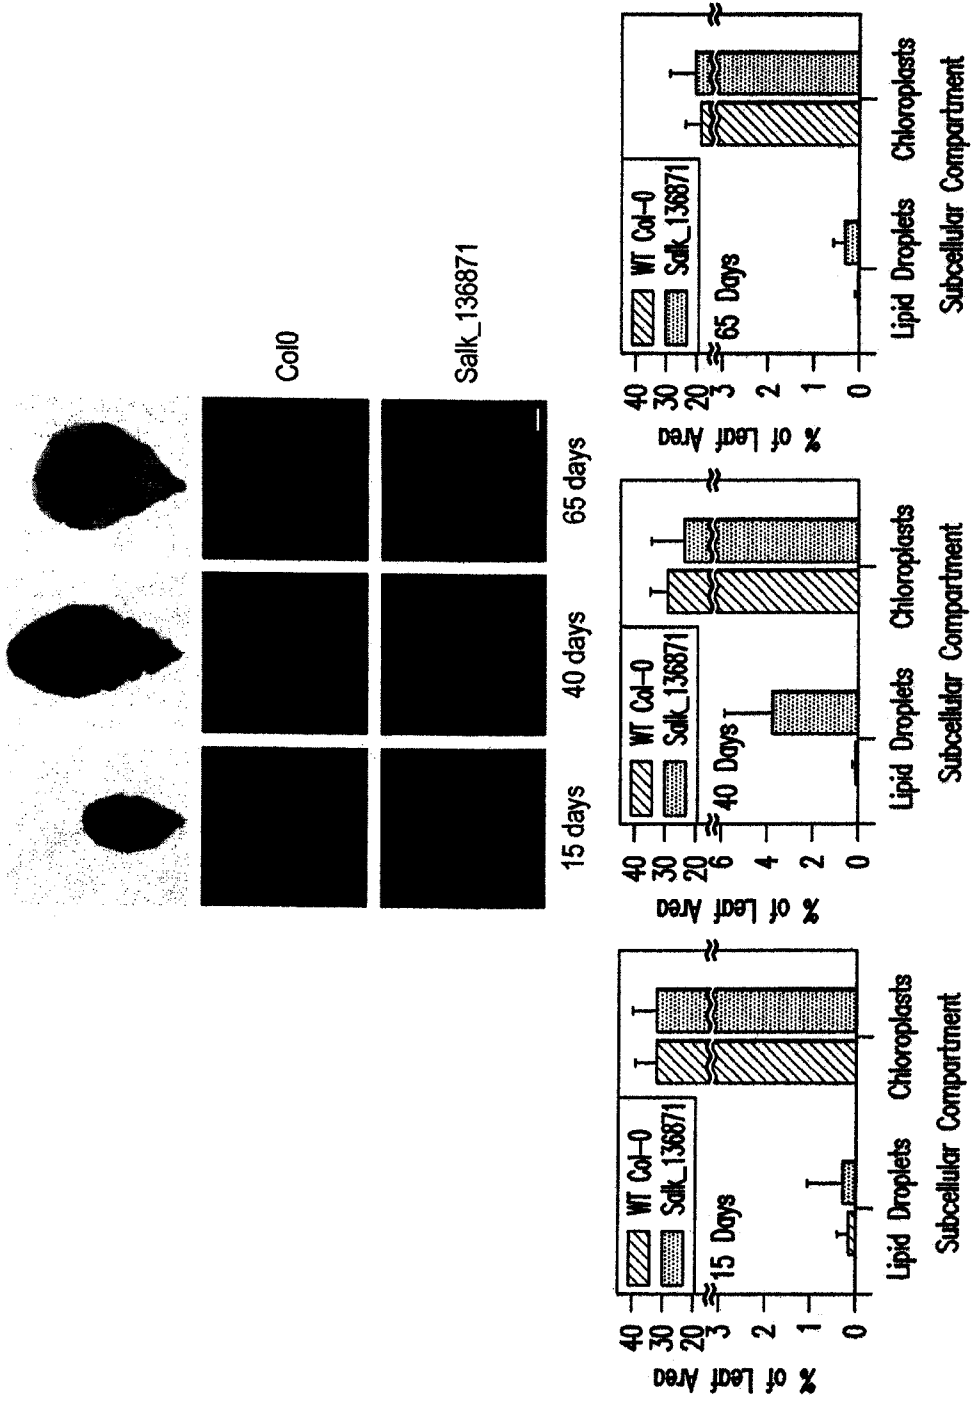 Col0
Salk_136871
15 days
40 days
65 days
% of Leaf Area
40
30
20
3
2
1
0
WT Col-0
Salk_136871
15 Days
Lipid Droplets
Chloroplasts
Subcellular Compartment
% of Leaf Area
40
30
20
6
4
2
0
WT Col-0
Salk_136871
40 Days
Lipid Droplets
Chloroplasts
Subcellular Compartment
% of Leaf Area
40
30
20
3
2
1
0
WT Col-0
Salk_136871
65 Days
Lipid Droplets
Chloroplasts
Subcellular Compartment